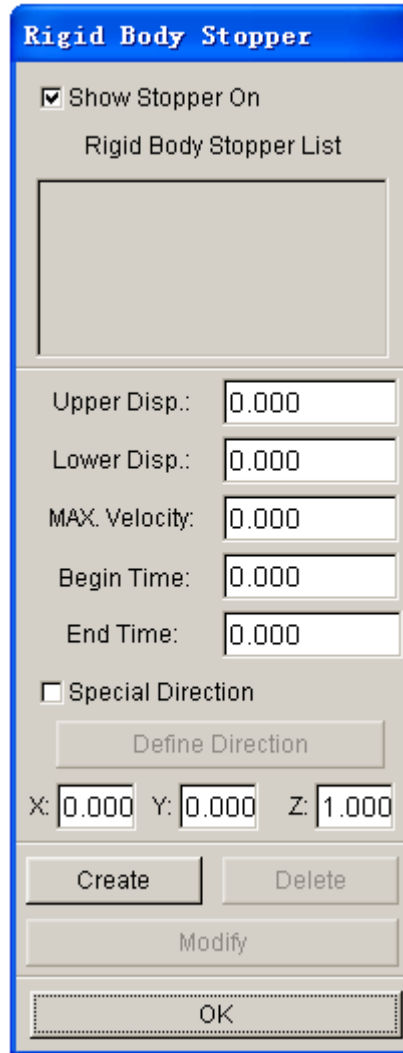 Rigid Body Stopper
Show Stopper On
Rigid Body Stopper List
Upper Disp.: 0.000
Lower Disp.: 0.000
MAX. Velocity: 0.000
Begin Time: 0.000
End Time: 0.000
Special Direction
Define Direction
X: 0.000 Y: 0.000 Z: 1.000
Create Delete
Modify
OK